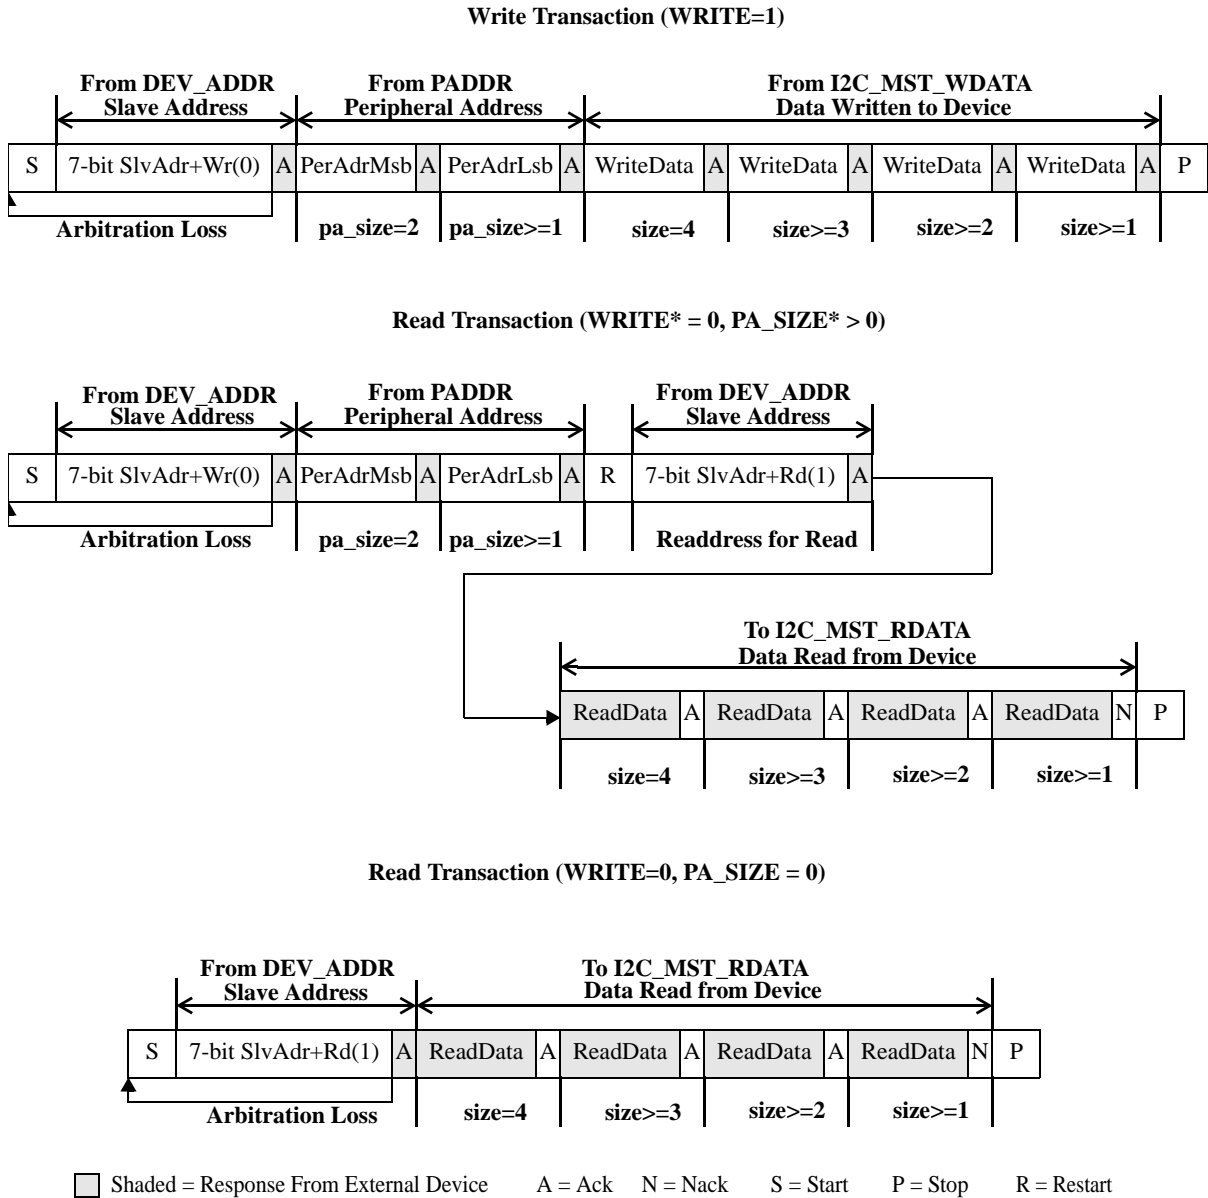 Write Transaction (WRITE=1)
From DEV_ADDR From PADDR From I2C_MST_WDATA
Slave Address Peripheral Address Data Written to Device
S 7-bit SlvAdr+Wr(0) A PerAdrMsb A PerAdrLsb A WriteData A WriteData A WriteData A WriteData A P
Arbitration Loss pa_size=2 pa_size>=1 size=4 size>=3 size>=2 size>=1
Read Transaction (WRITE* = 0, PA_SIZE* > 0)
From DEV_ADDR From PADDR From DEV_ADDR
Slave Address Peripheral Address Slave Address
S 7-bit SlvAdr+Wr(0) A PerAdrMsb A PerAdrLsb A R 7-bit SlvAdr+Rd(1) A
Arbitration Loss pa_size=2 pa_size>=1 Readdress for Read
To I2C_MST_RDATA
Data Read from Device
ReadData A ReadData A ReadData A ReadData N P
size=4 size>=3 size>=2 size>=1
Read Transaction (WRITE=0, PA_SIZE = 0)
From DEV_ADDR To I2C_MST_RDATA
Slave Address Data Read from Device
S 7-bit SlvAdr+Rd(1) A ReadData A ReadData A ReadData A ReadData N P
Arbitration Loss size=4 size>=3 size>=2 size>=1
Shaded = Response From External Device A = Ack N = Nack S = Start P = Stop R = Restart